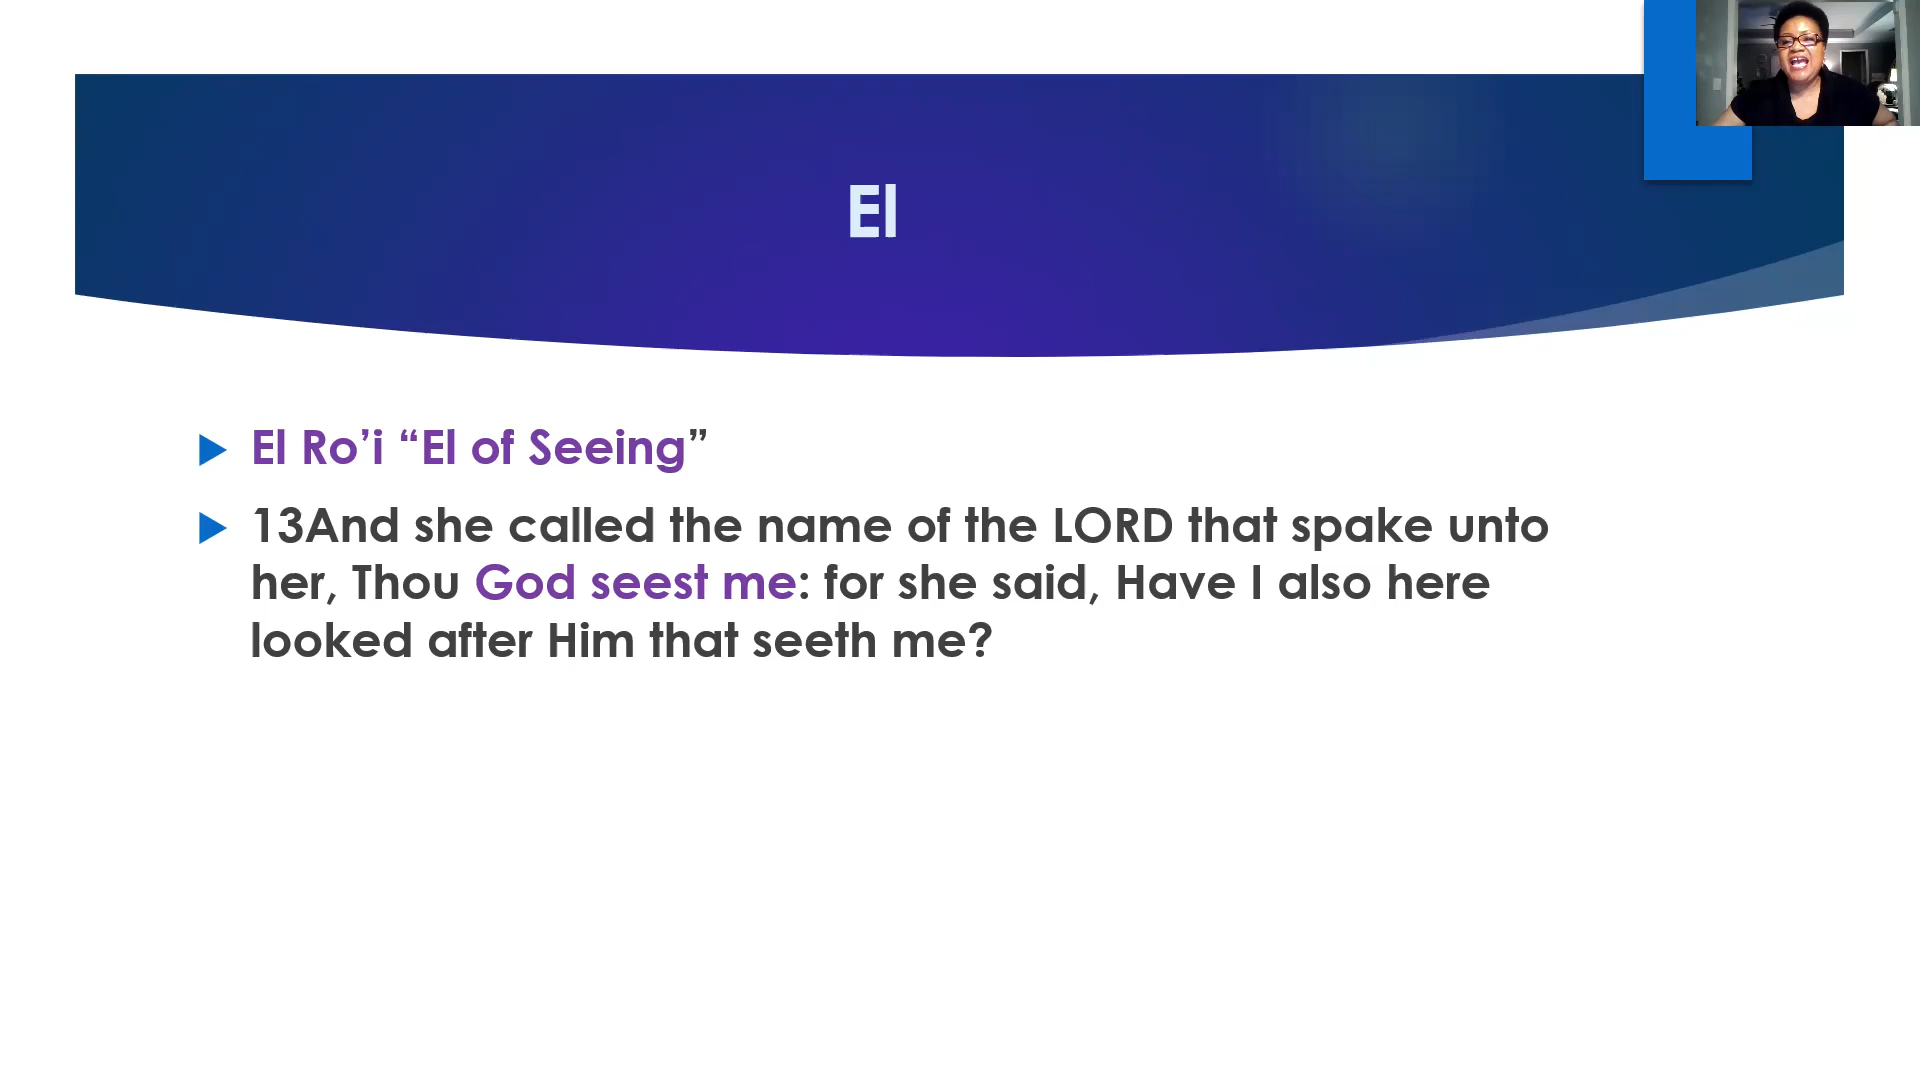 El
El Ro’i “El of Seeing”
13And she called the name of the LORD that spake unto
her, Thou God seest me: for she said, Have I also here
looked after Him that seeth me?